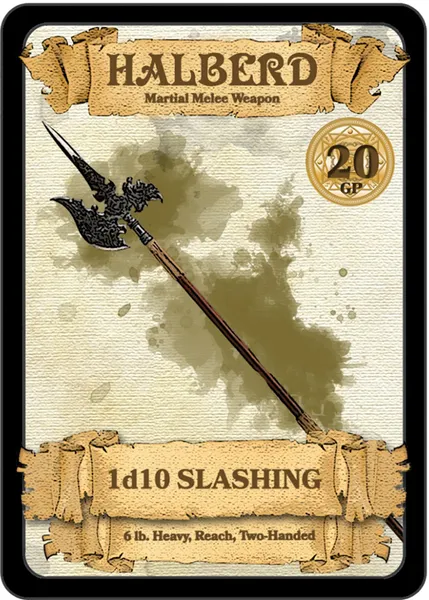 HALBERD
Martial Melee Weapon
20
GP
1d10 SLASHING
6 lb. Heavy, Reach, Two-Handed